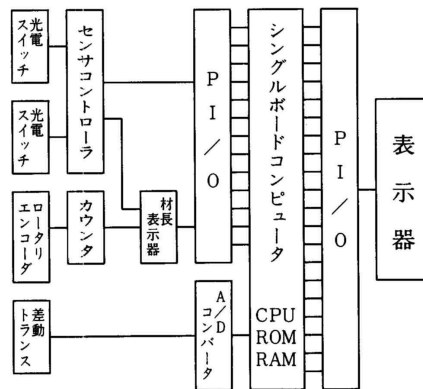 光電
スイッチ
光電
スイッチ
ロータリ
エンコーダ
差動
トランス
センサコントローラ
カウンタ
材長
表示器
PI/O
A/D
コンバータ
シングルボードコンピュータ
CPU
ROM
RAM
PI/O
表示器